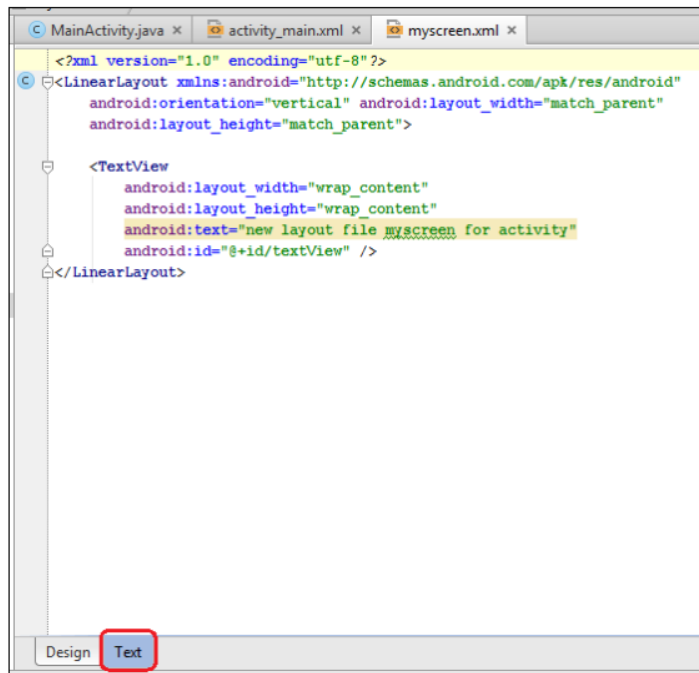 MainActivity.java × activity_main.xml × myscreen.xml ×
<?xml version="1.0" encoding="utf-8"?>
<LinearLayout xmlns:android="http://schemas.android.com/apk/res/android"
    android:orientation="vertical" android:layout_width="match_parent"
    android:layout_height="match_parent">
    <TextView
        android:layout_width="wrap_content"
        android:layout_height="wrap_content"
        android:text="new layout file myscreen for activity"
        android:id="@+id/textView" />
</LinearLayout>
Design Text